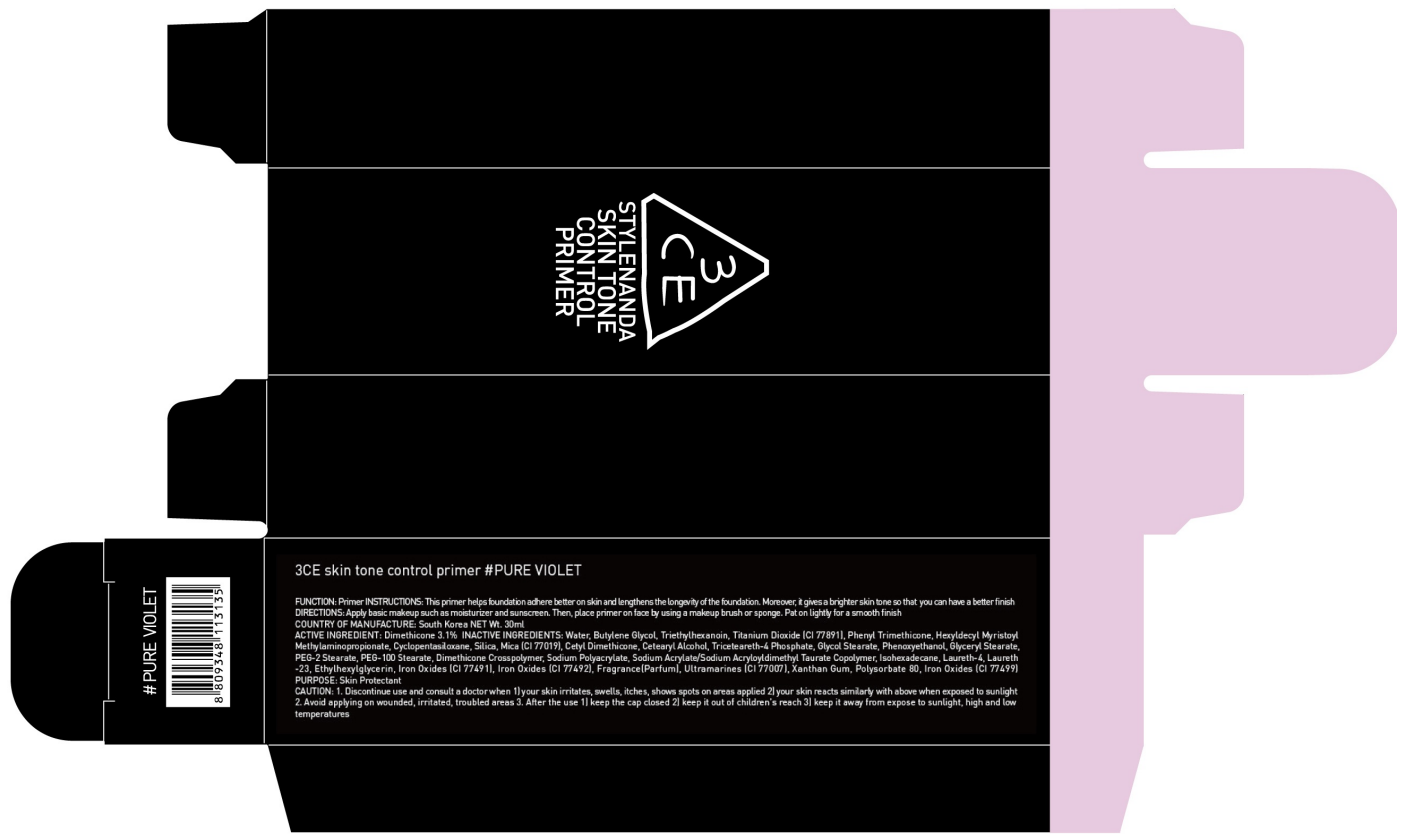 3
CE
STYLENANDA
SKIN TONE
CONTROL
PRIMER
#PURE VIOLET
8809348113135
3CE skin tone control primer #PURE VIOLET
FUNCTION: Primer INSTRUCTIONS: This primer helps foundation adhere better on skin and lengthens the longevity of the foundation. Moreover, it gives a brighter skin tone so that you can have a better finish
DIRECTIONS: Apply basic makeup such as moisturizer and sunscreen. Then, place primer on face by using a makeup brush or sponge. Pat on lightly for a smooth finish
COUNTRY OF MANUFACTURE: South Korea NET Wt. 30ml
ACTIVE INGREDIENT: Dimethicone 3.1% INACTIVE INGREDIENTS: Water, Butylene Glycol, Triethylhexanoin, Titanium Dioxide (CI 77891), Phenyl Trimethicone, Hexyldecyl Myristoyl
Methylaminopropionate, Cyclopentasiloxane, Silica, Mica (CI 77019), Cetyl Dimethicone, Cetearyl Alcohol, Triceteareth-4 Phosphate, Glycol Stearate, Phenoxyethanol, Glyceryl Stearate,
PEG-2 Stearate, PEG-100 Stearate, Dimethicone Crosspolymer, Sodium Polyacrylate, Sodium Acrylate/Sodium Acryloyldimethyl Taurate Copolymer, Isohexadecane, Laureth-4, Laureth
-23, Ethylhexylglycerin, Iron Oxides (CI 77491), Iron Oxides (CI 77492), Fragrance(Parfum), Ultramarines (CI 77007), Xanthan Gum, Polysorbate 80, Iron Oxides (CI 77499)
PURPOSE: Skin Protectant
CAUTION: 1. Discontinue use and consult a doctor when 1) your skin irritates, swells, itches, shows spots on areas applied 2) your skin reacts similarly with above when exposed to sunlight
2. Avoid applying on wounded, irritated, troubled areas 3. After the use 1) keep the cap closed 2) keep it out of children's reach 3) keep it away from expose to sunlight, high and low
temperatures